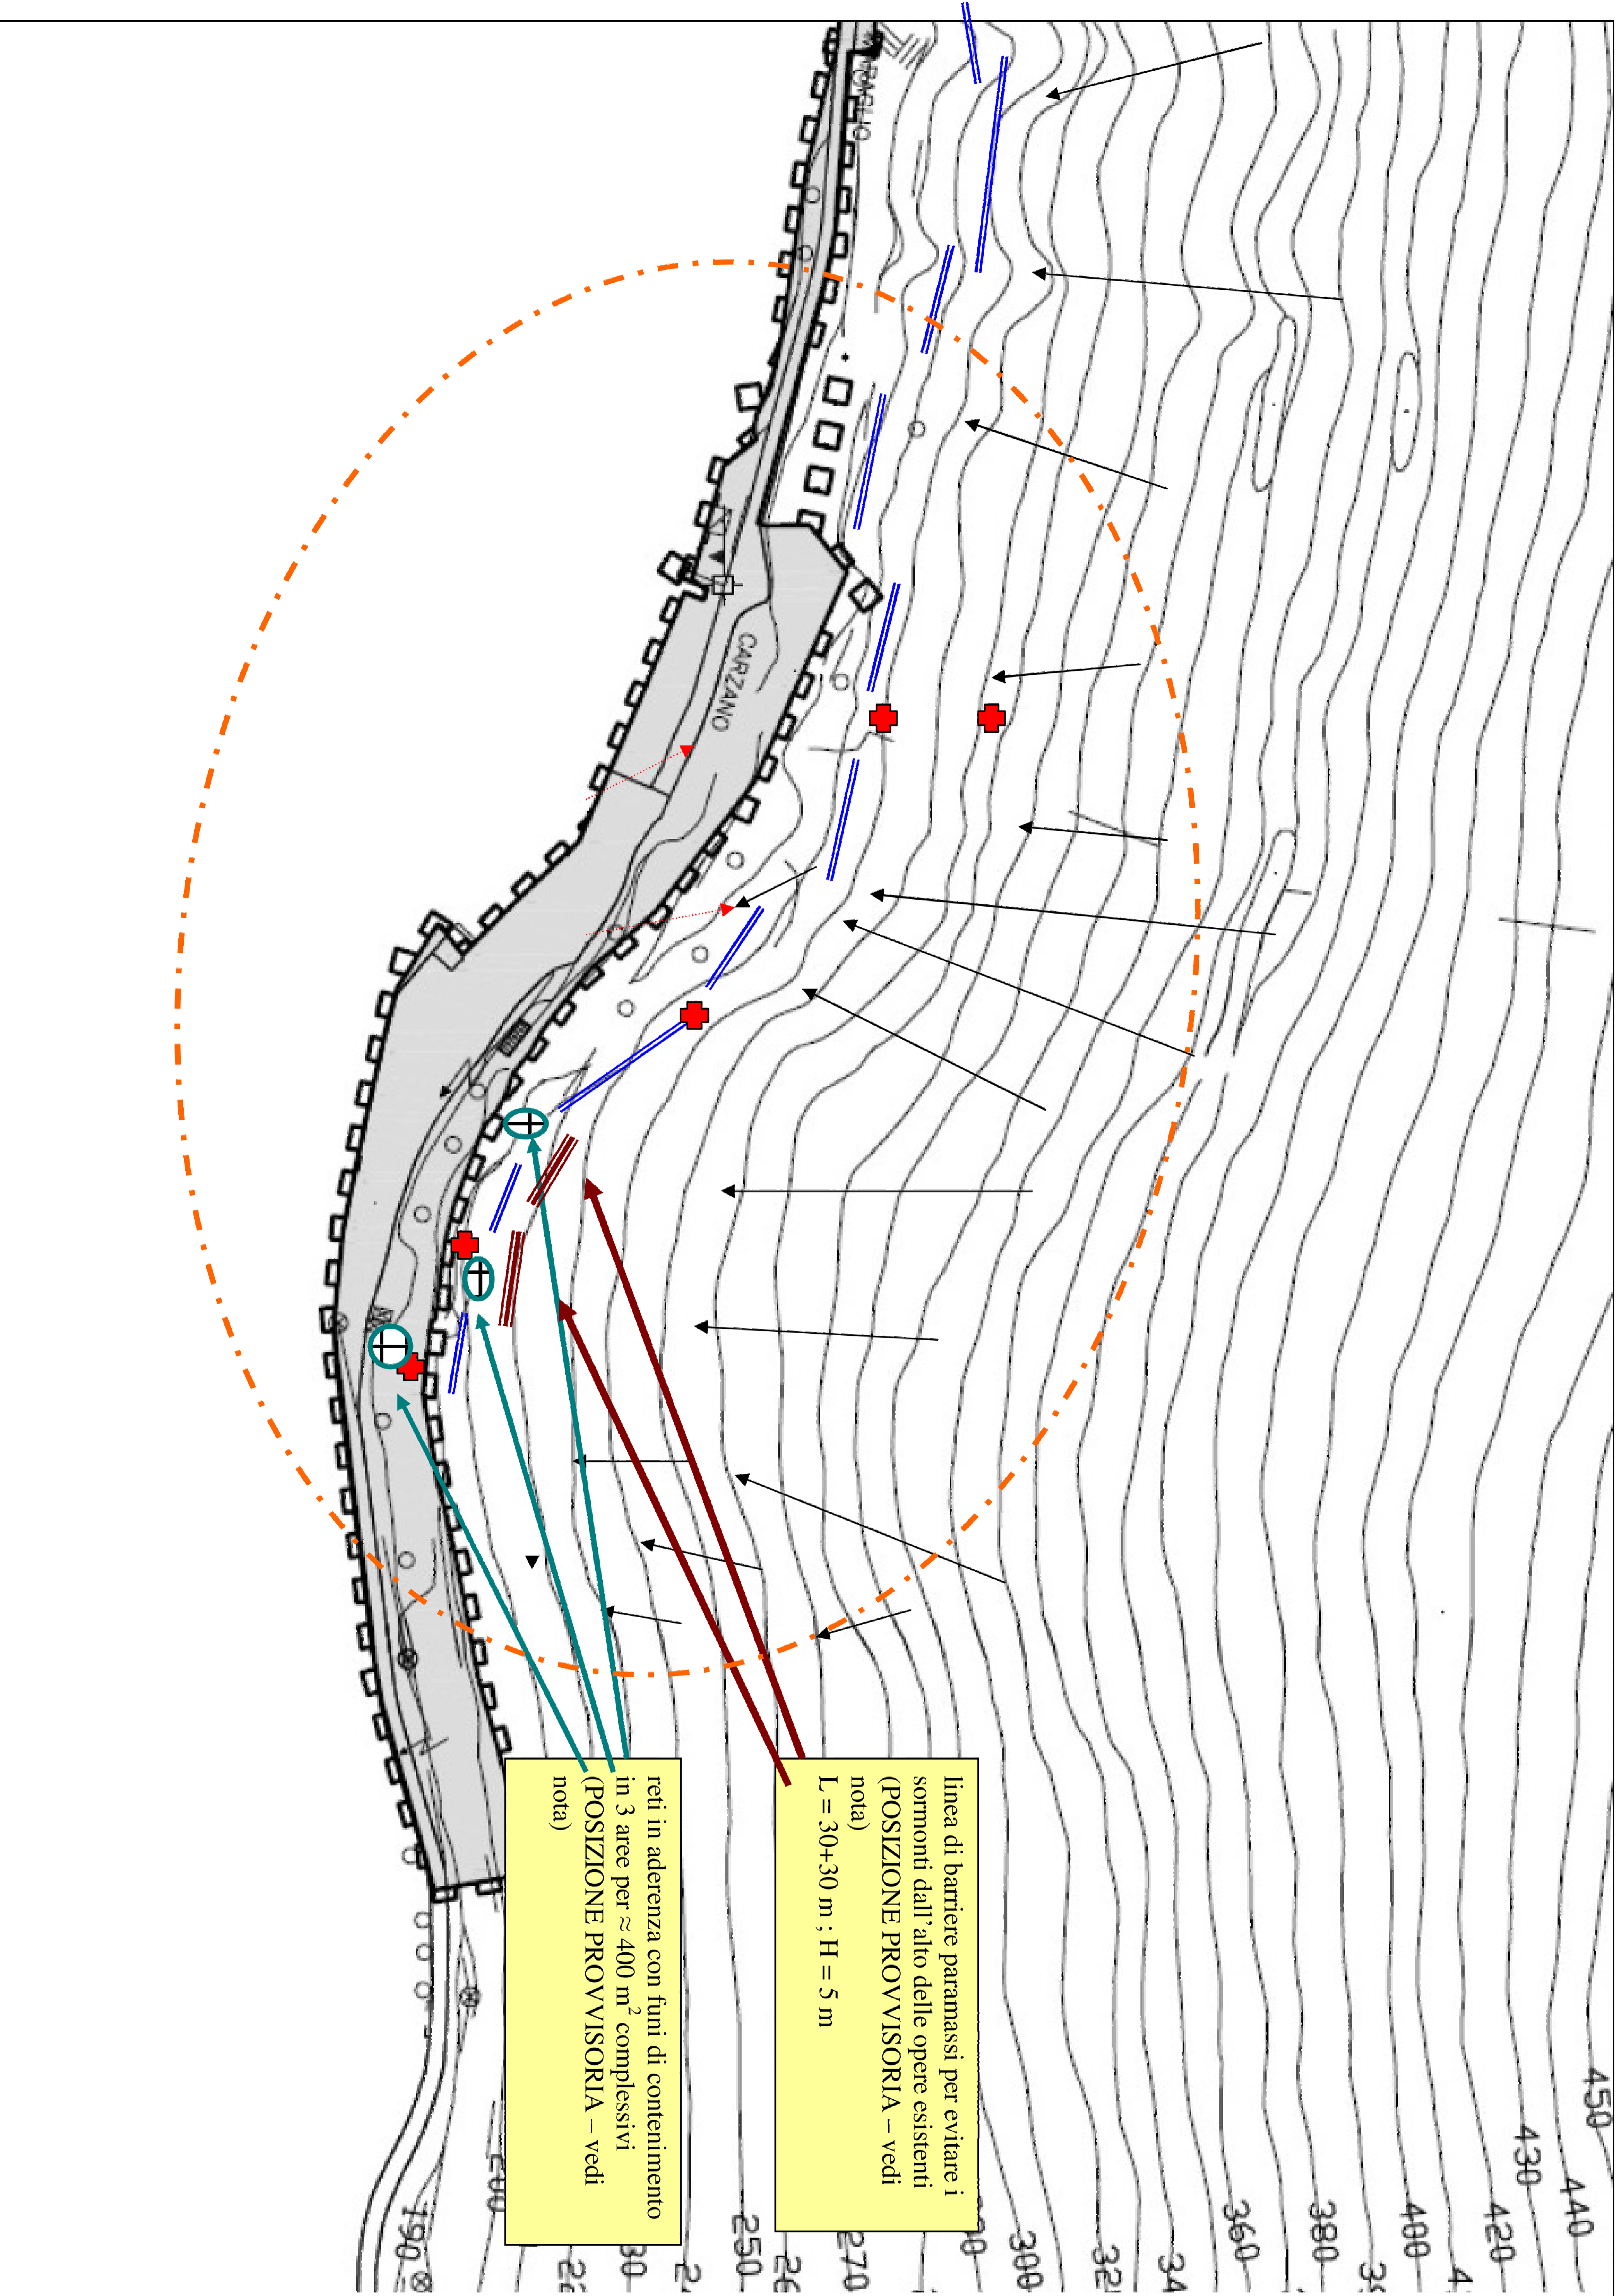 linea di barriere paramassi per evitare i
sormonti dall'alto delle opere esistenti
(POSIZIONE PROVVISORIA – vedi
nota)
L = 30+30 m ; H = 5 m
reti in aderenza con funi di contenimento
in 3 aree per ≈ 400 m² complessivi
(POSIZIONE PROVVISORIA – vedi
nota)
CARZANO
450
440
430
420
400
380
360
300
270
250
200
190